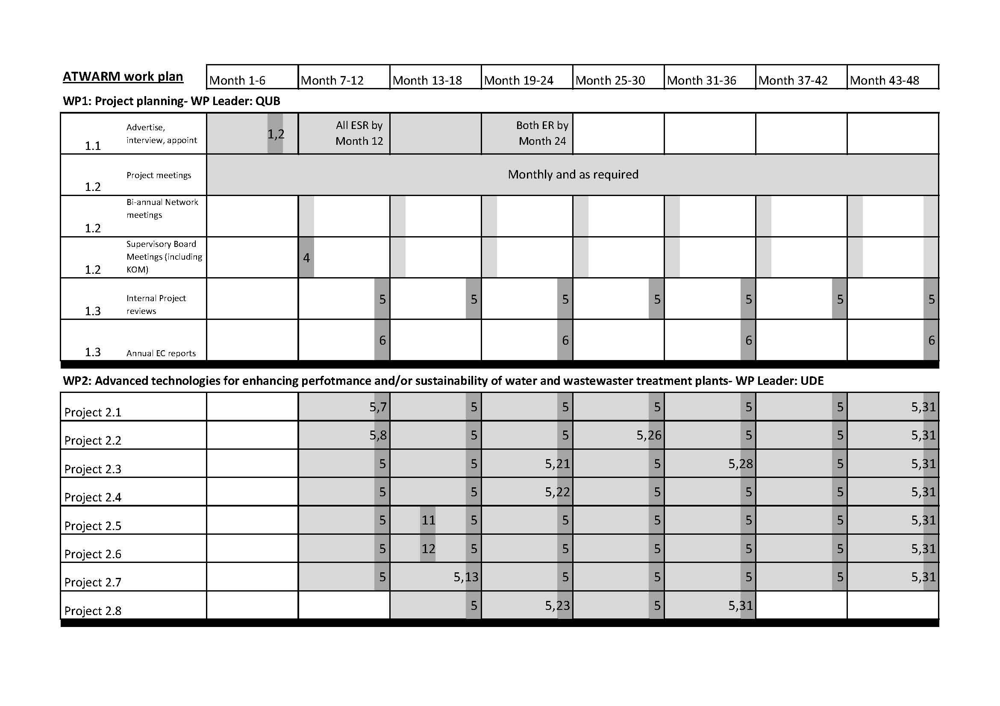 ATWARM work plan Month 1-6 Month 7-12 Month 13-18 Month 19-24 Month 25-30 Month 31-36 Month 37-42 Month 43-48
WP1: Project planning- WP Leader: QUB
1.1 Advertise, interview, appoint 1,2 All ESR by Month 12 Both ER by Month 24
1.2 Project meetings Monthly and as required
1.2 Bi-annual Network meetings
1.2 Supervisory Board Meetings (including KOM) 4
1.3 Internal Project reviews 5 5 5 5 5 5 5
1.3 Annual EC reports 6 6 6 6
WP2: Advanced technologies for enhancing perfotmance and/or sustainability of water and wastewaster treatment plants- WP Leader: UDE
Project 2.1 5,7 5 5 5 5 5 5,31
Project 2.2 5,8 5 5 5,26 5 5 5,31
Project 2.3 5 5 5,21 5 5,28 5 5,31
Project 2.4 5 5 5,22 5 5 5 5,31
Project 2.5 5 11 5 5 5 5 5 5,31
Project 2.6 5 12 5 5 5 5 5 5,31
Project 2.7 5 5,13 5 5 5 5 5,31
Project 2.8 5 5,23 5 5,31